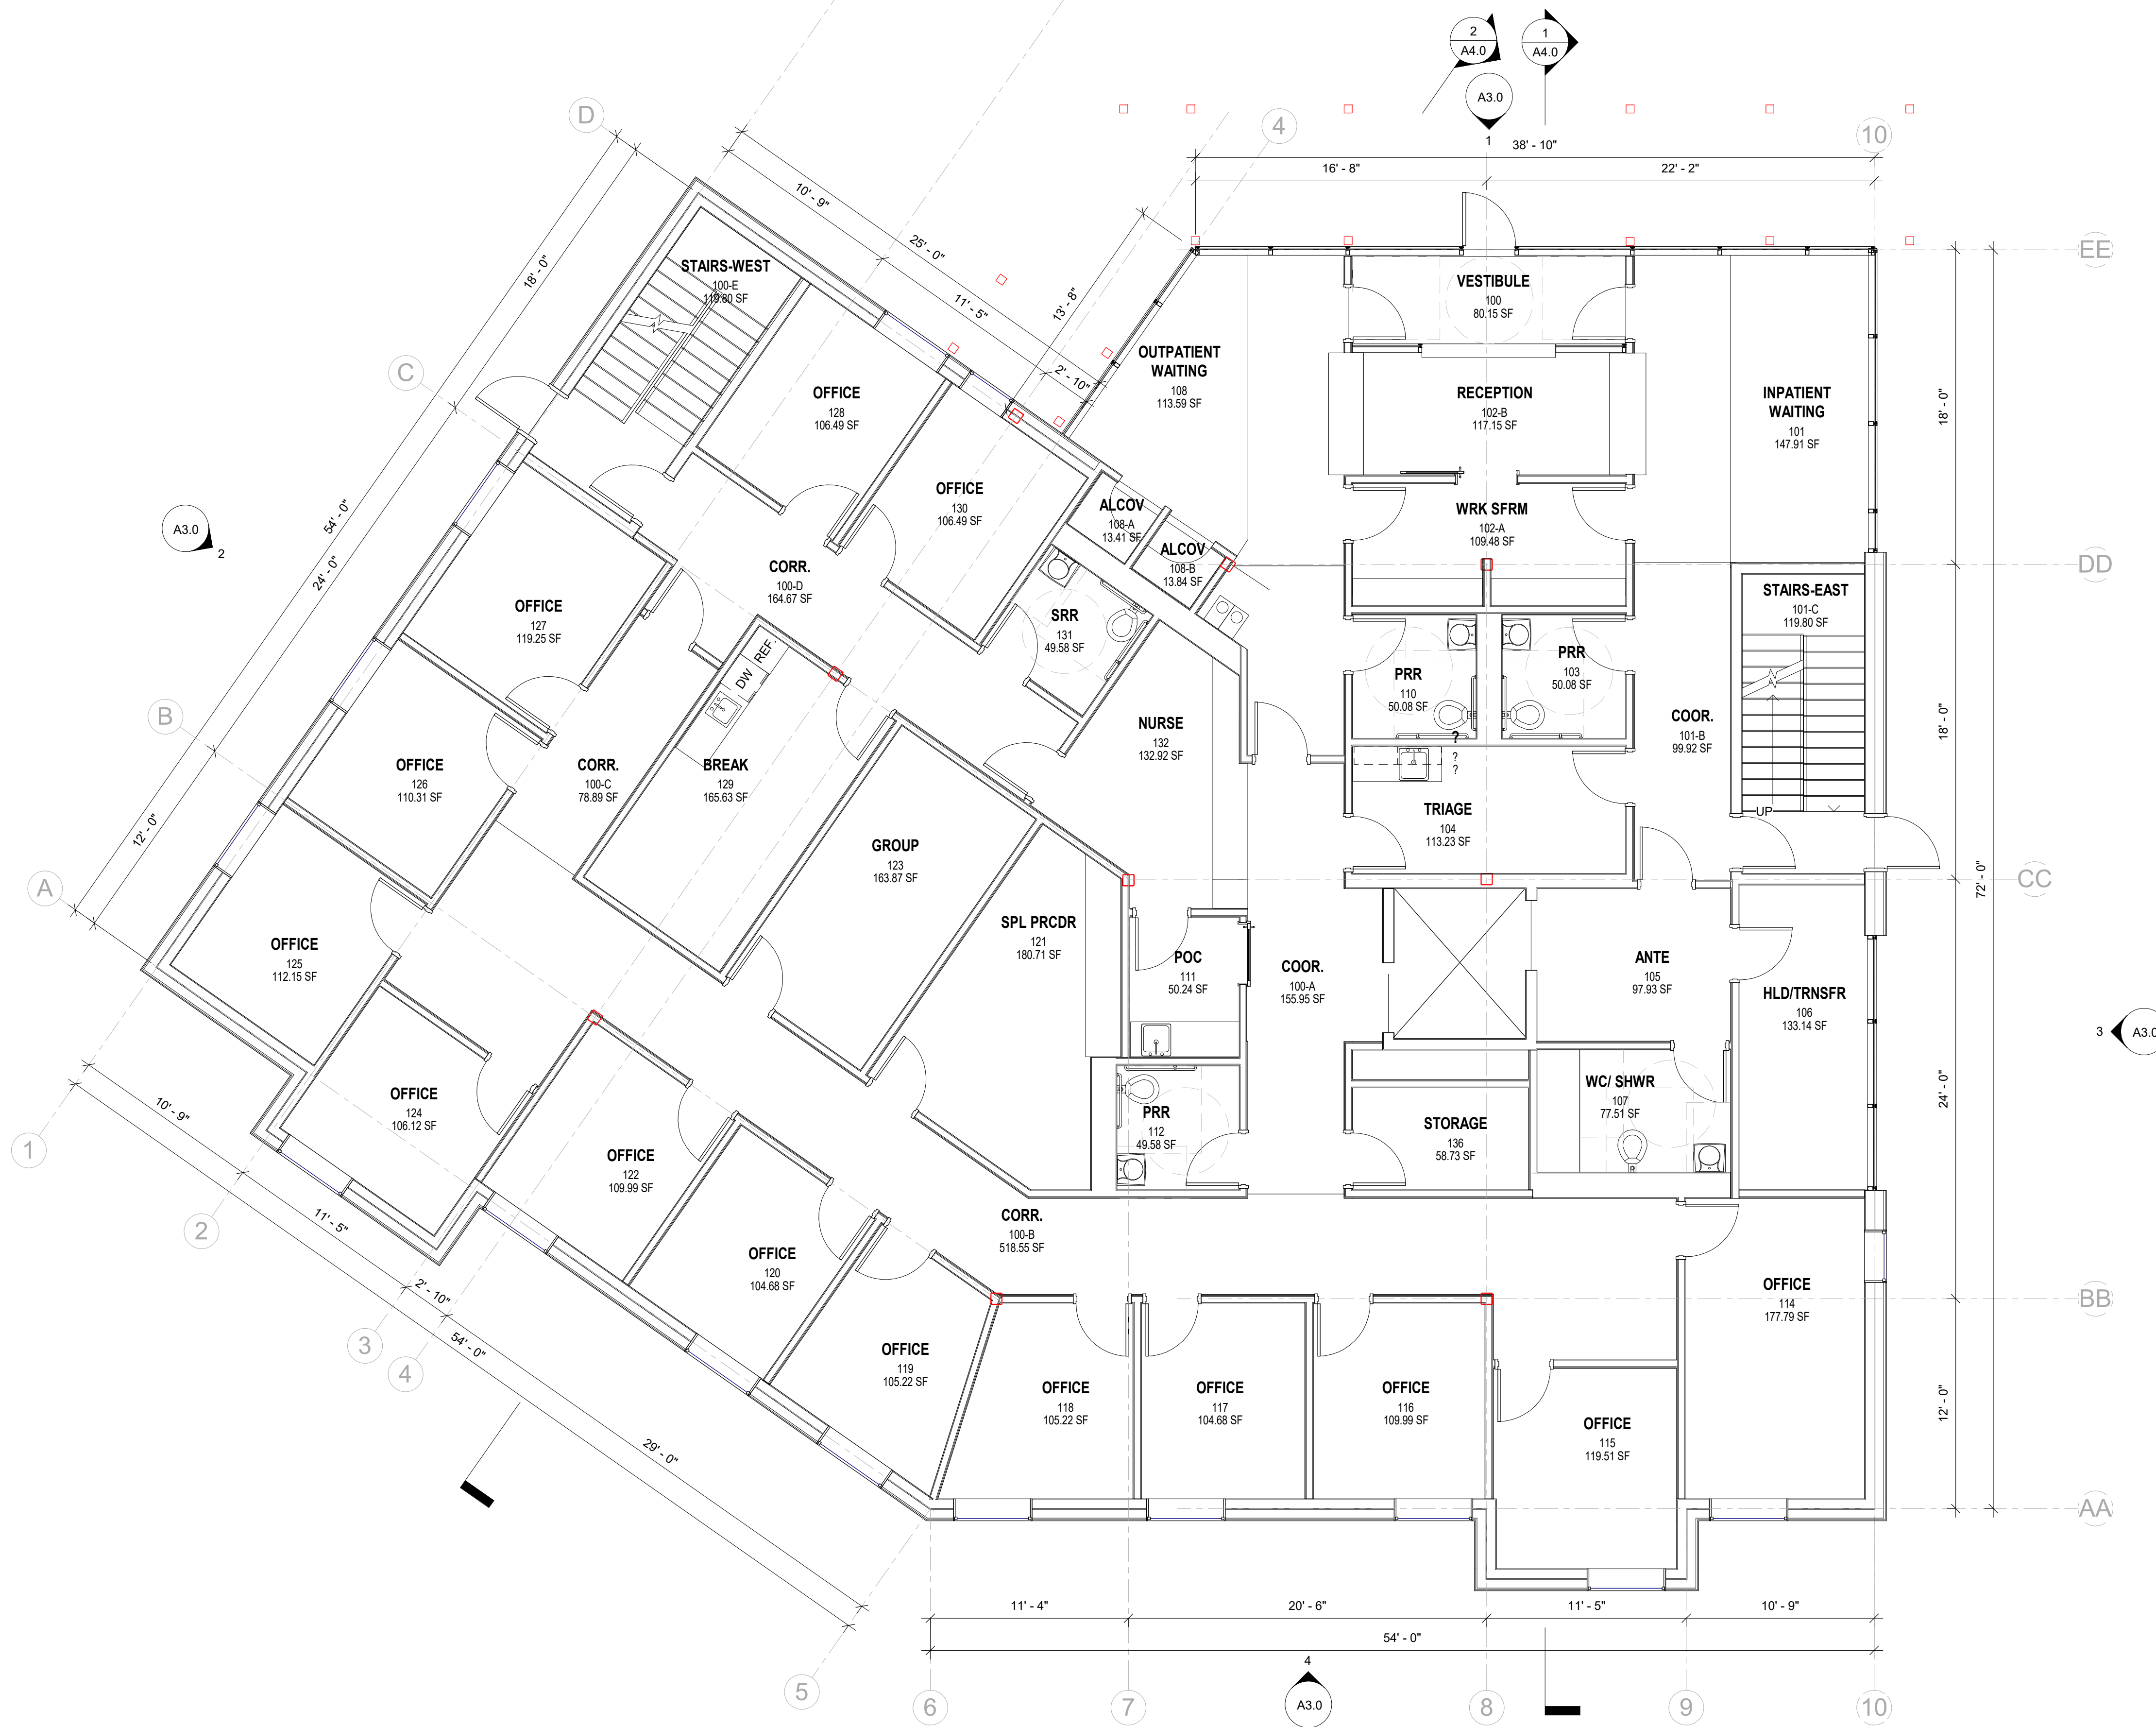 2
A4.0
1
A4.0
A3.0
1
D
4
10
38' - 10"
16' - 8"
22' - 2"
10' - 9"
25' - 0"
11' - 5"
2' - 10"
13' - 8"
18' - 0"
54' - 0"
24' - 0"
12' - 0"
EE
STAIRS-WEST
100-E
119.80 SF
VESTIBULE
100
80.15 SF
OUTPATIENT
WAITING
108
113.59 SF
C
OFFICE
128
106.49 SF
RECEPTION
102-B
117.15 SF
INPATIENT
WAITING
101
147.91 SF
18' - 0"
OFFICE
130
106.49 SF
ALCOV
108-A
13.41 SF
WRK SFRM
102-A
109.48 SF
A3.0
2
ALCOV
108-B
13.84 SF
DD
CORR.
100-D
164.67 SF
OFFICE
127
119.25 SF
SRR
131
49.58 SF
STAIRS-EAST
101-C
119.80 SF
REF.
DW
PRR
110
50.08 SF
PRR
103
50.08 SF
B
NURSE
132
132.92 SF
COOR.
101-B
99.92 SF
18' - 0"
OFFICE
126
110.31 SF
CORR.
100-C
78.89 SF
BREAK
129
165.63 SF
?
?
?
TRIAGE
104
113.23 SF
UP
GROUP
123
163.87 SF
72' - 0"
CC
A
OFFICE
125
112.15 SF
SPL PRCDR
121
180.71 SF
POC
111
50.24 SF
COOR.
100-A
155.95 SF
ANTE
105
97.93 SF
HLD/TRNSFR
106
133.14 SF
3
A3.0
24' - 0"
OFFICE
124
106.12 SF
PRR
112
49.58 SF
WC/ SHWR
107
77.51 SF
STORAGE
136
58.73 SF
1
10' - 9"
OFFICE
122
109.99 SF
2
11' - 5"
CORR.
100-B
518.55 SF
OFFICE
120
104.68 SF
OFFICE
114
177.79 SF
BB
2' - 10"
3
4
54' - 0"
OFFICE
119
105.22 SF
OFFICE
118
105.22 SF
OFFICE
117
104.68 SF
OFFICE
116
109.99 SF
OFFICE
115
119.51 SF
12' - 0"
29' - 0"
AA
11' - 4"
20' - 6"
11' - 5"
10' - 9"
54' - 0"
4
A3.0
5
6
7
8
9
10